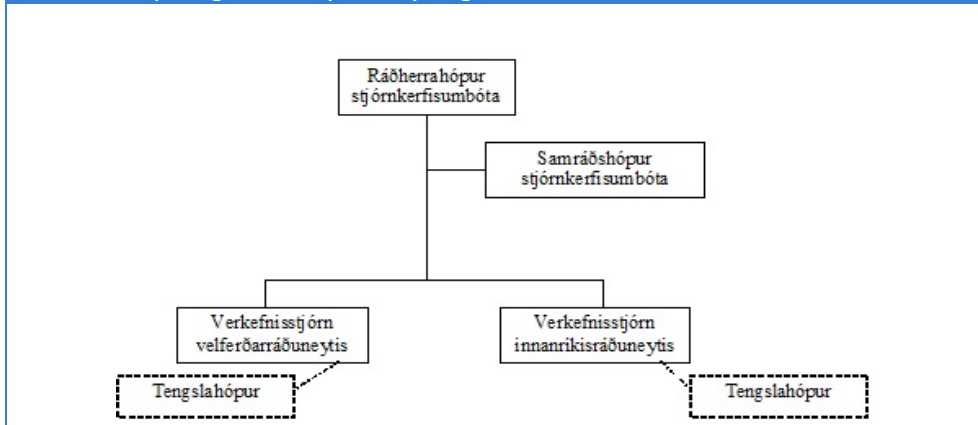 Ráðherrahópur
stjórnkerfisumbóta
Samráðshópur
stjórnkerfisumbóta
Verkefnisstjórn
velferðarráðuneytis
Verkefnisstjórn
innanríkisráðuneytis
Tengslahópur
Tengslahópur